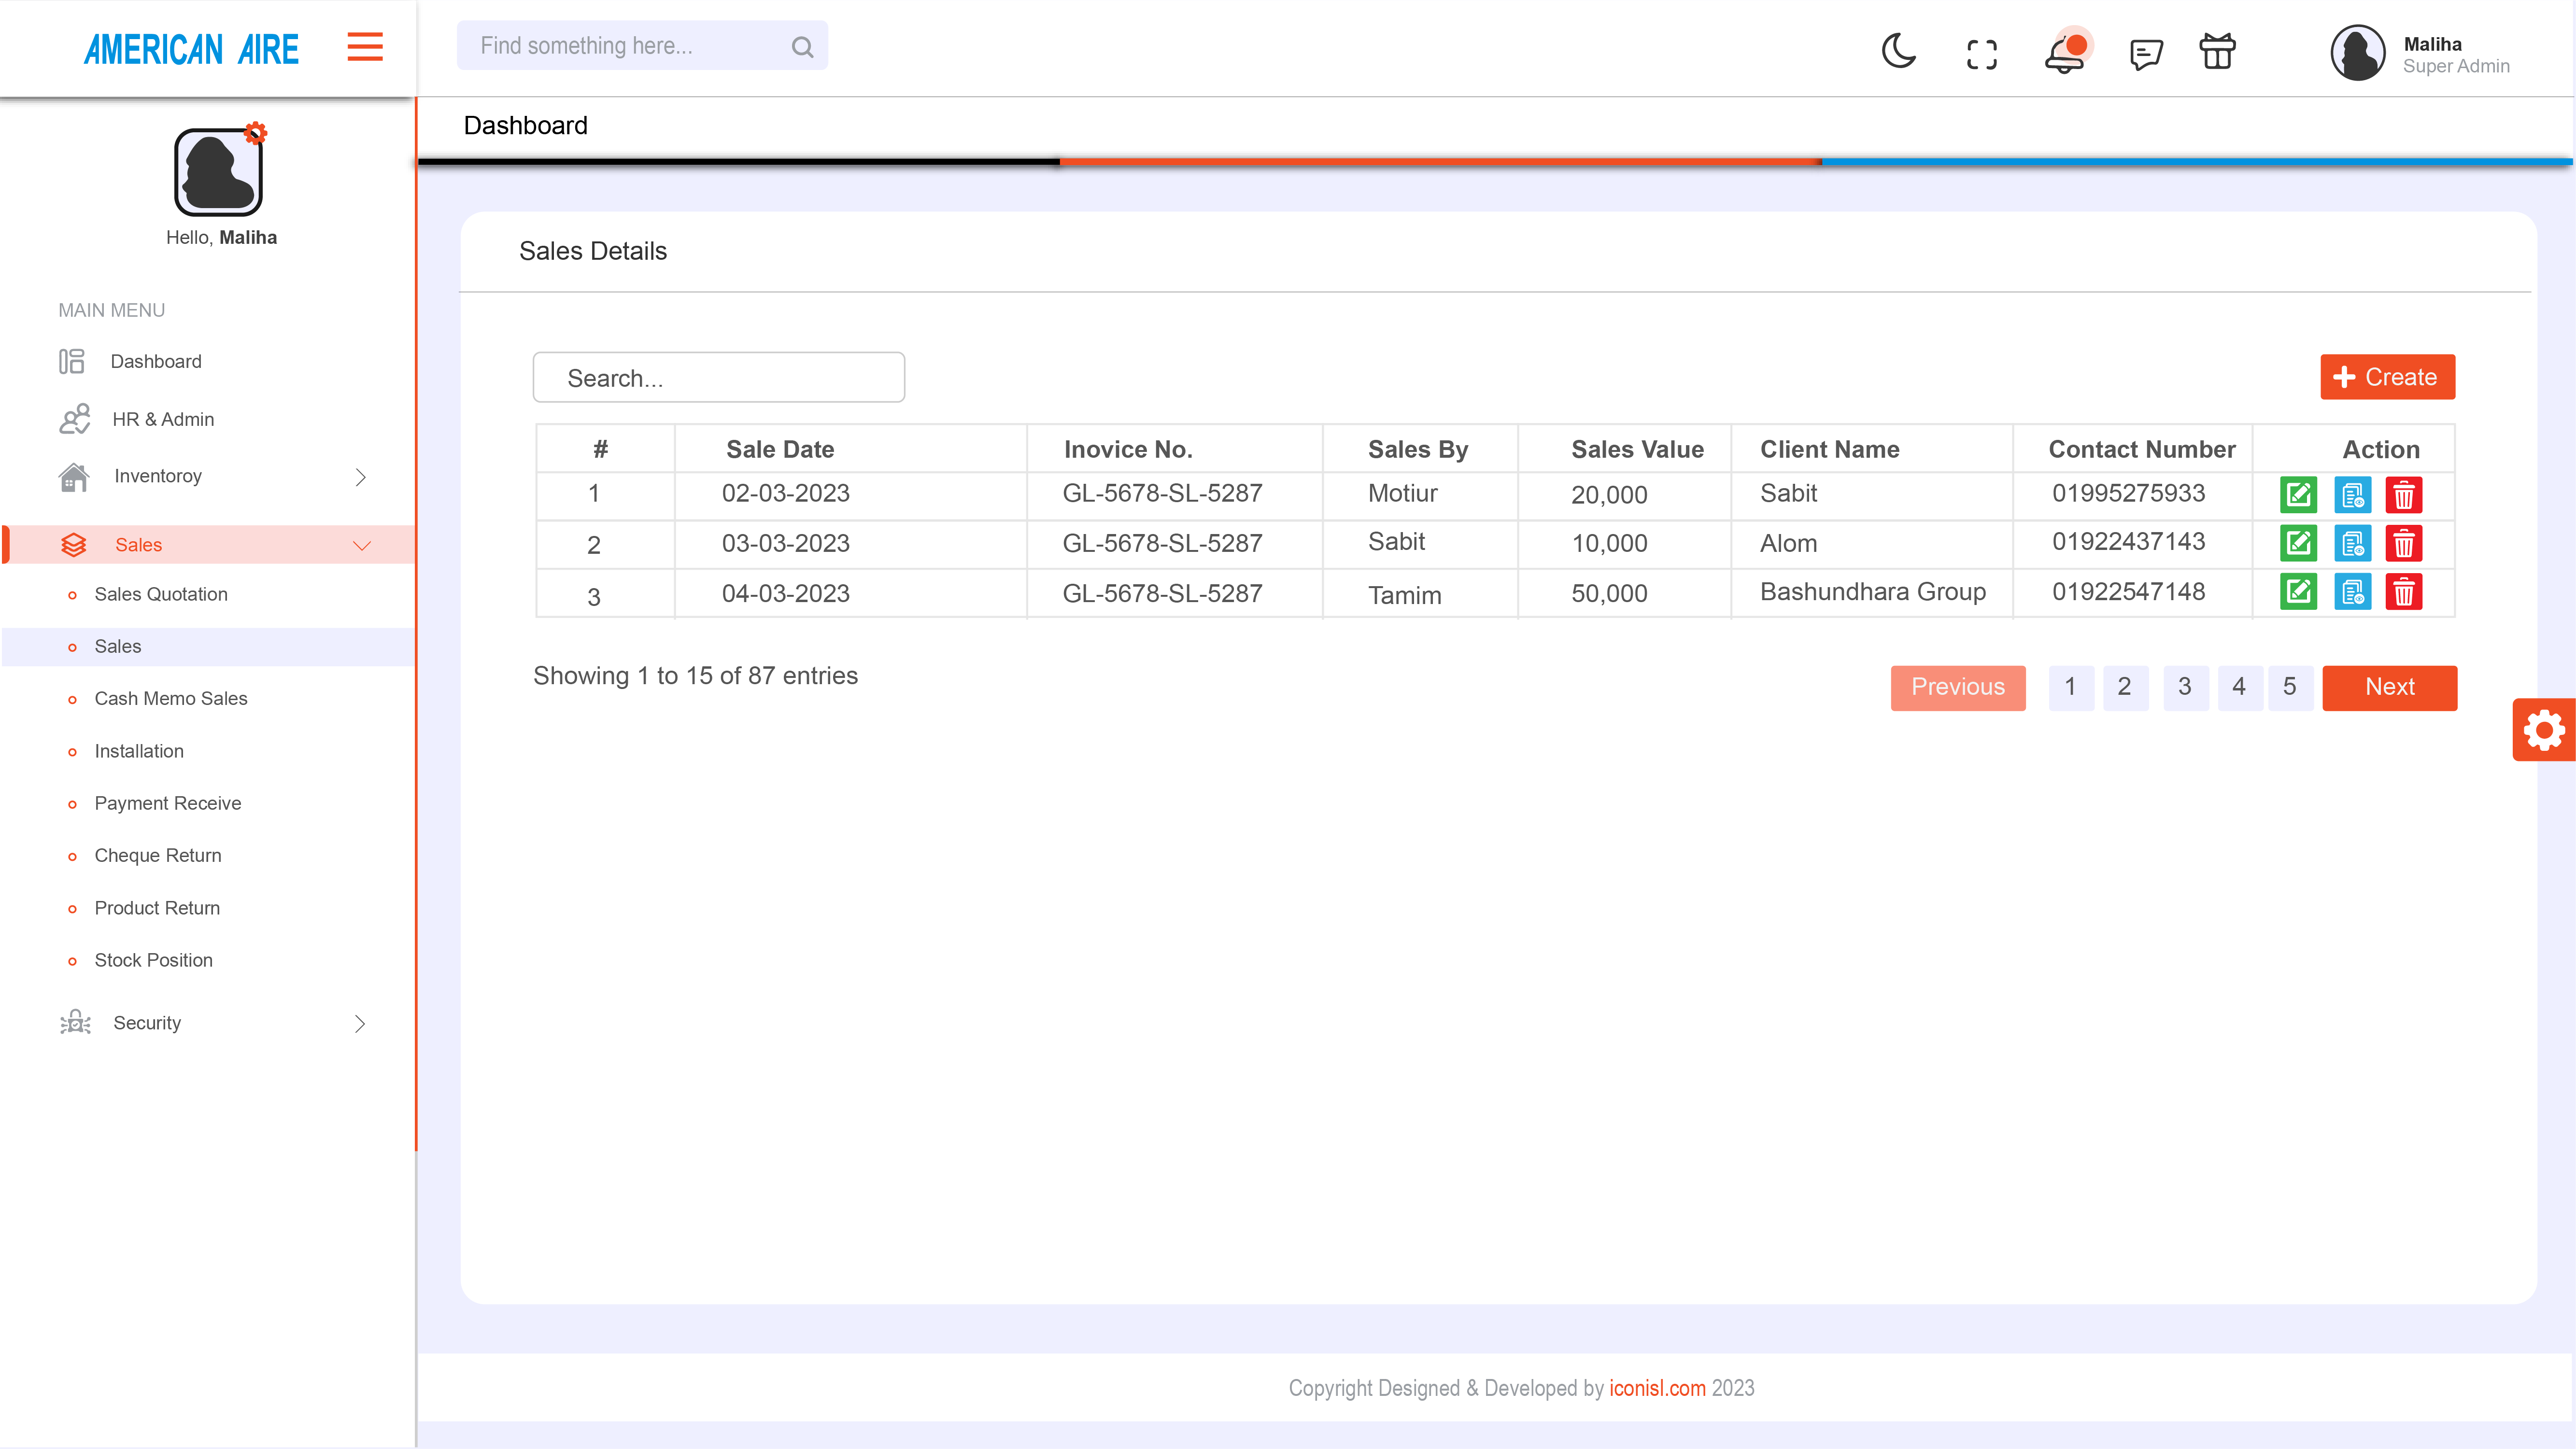 AMERICAN AIRE
Find something here...
Maliha
Super Admin
Dashboard
Hello, Maliha
MAIN MENU
Dashboard
HR & Admin
Inventoroy
Sales
Sales Quotation
Sales
Cash Memo Sales
Installation
Payment Receive
Cheque Return
Product Return
Stock Position
Security
Sales Details
Search...
Create
# Sale Date Inovice No. Sales By Sales Value Client Name Contact Number Action
1 02-03-2023 GL-5678-SL-5287 Motiur 20,000 Sabit 01995275933
2 03-03-2023 GL-5678-SL-5287 Sabit 10,000 Alom 01922437143
3 04-03-2023 GL-5678-SL-5287 Tamim 50,000 Bashundhara Group 01922547148
Showing 1 to 15 of 87 entries
Previous 1 2 3 4 5 Next
Copyright Designed & Developed by iconisl.com 2023